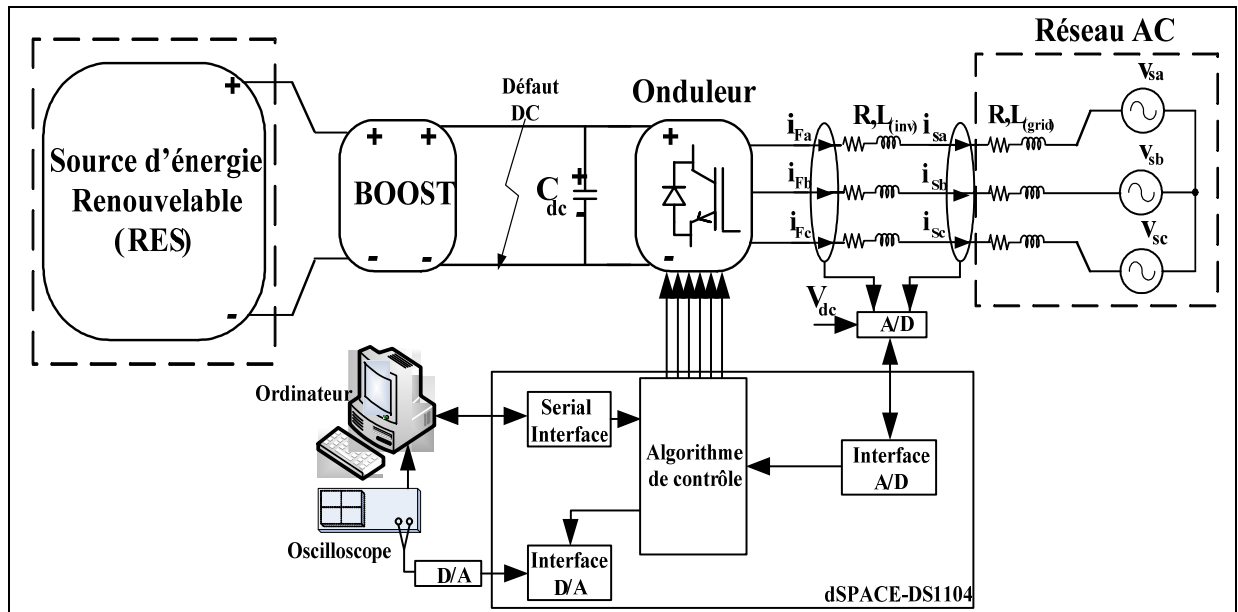 Réseau AC
Source d'énergie
Renouvelable
(RES)
+
-
+ +
BOOST
- -
Défaut
DC
C
dc
+
-
Onduleur
+
-
i Fa
i Fb
i Fc
R,L(inv)
i sa
i Sb
i Sc
R,L(grid)
v sa
v sb
v sc
V dc
A/D
Ordinateur
Serial
Interface
Algorithme
de contrôle
Interface
A/D
Oscilloscope
D/A
Interface
D/A
dSPACE-DS1104